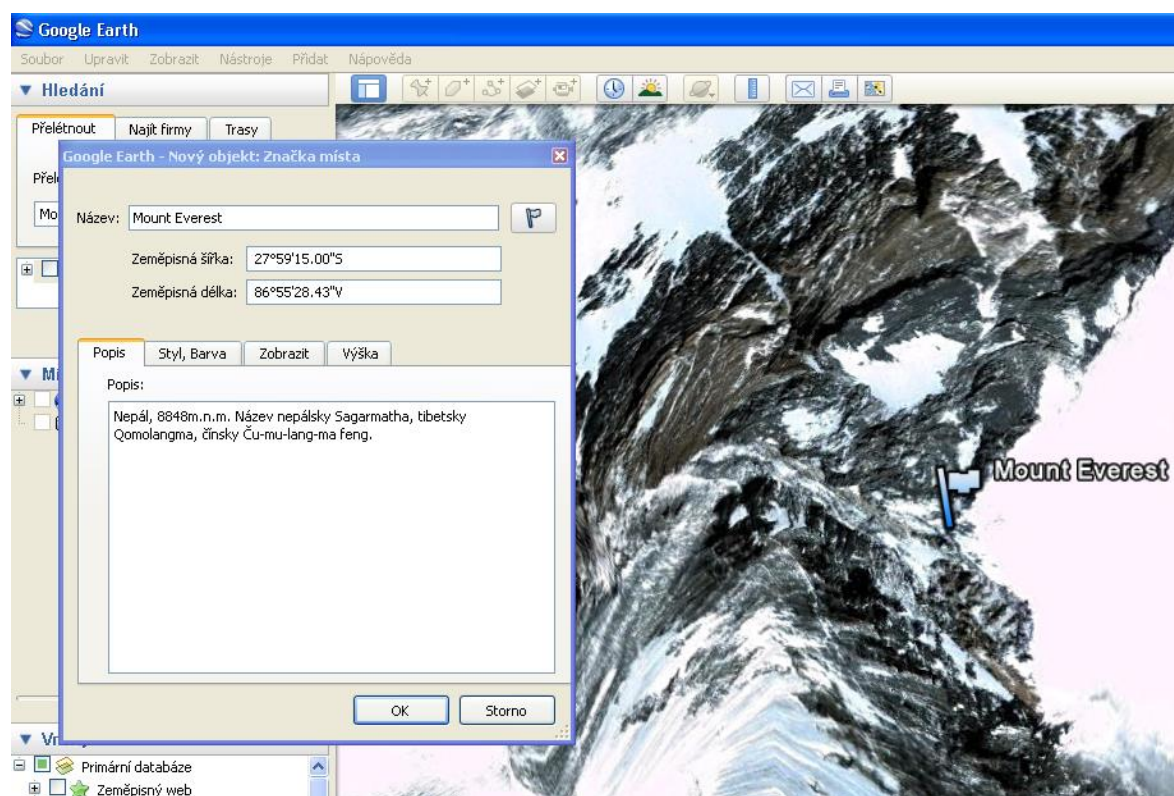 Google Earth
Soubor Upravit Zobrazit Nástroje Přidat Nápověda
Hledání
Přelétnout Najít firmy Trasy
Google Earth - Nový objekt: Značka místa
Název: Mount Everest
Zeměpisná šířka: 27°59'15.00"S
Zeměpisná délka: 86°55'28.43"V
Popis Styl, Barva Zobrazit Výška
Popis:
Nepál, 8848m.n.m. Název nepálsky Sagarmatha, tibetsky
Qomolangma, čínsky Ču-mu-lang-ma feng.
Mount Everest
OK Storno
Primární databáze
Zeměpisný web